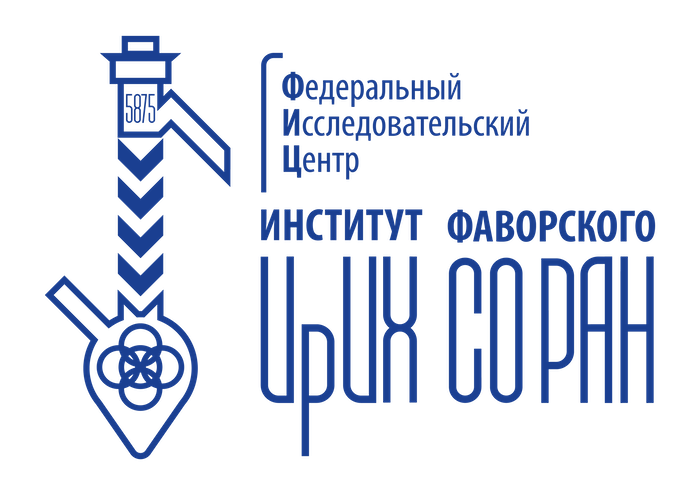 5875
Федеральный
Исследовательский
Центр
ИНСТИТУТ ФАВОРСКОГО
ИрИХ СО РАН